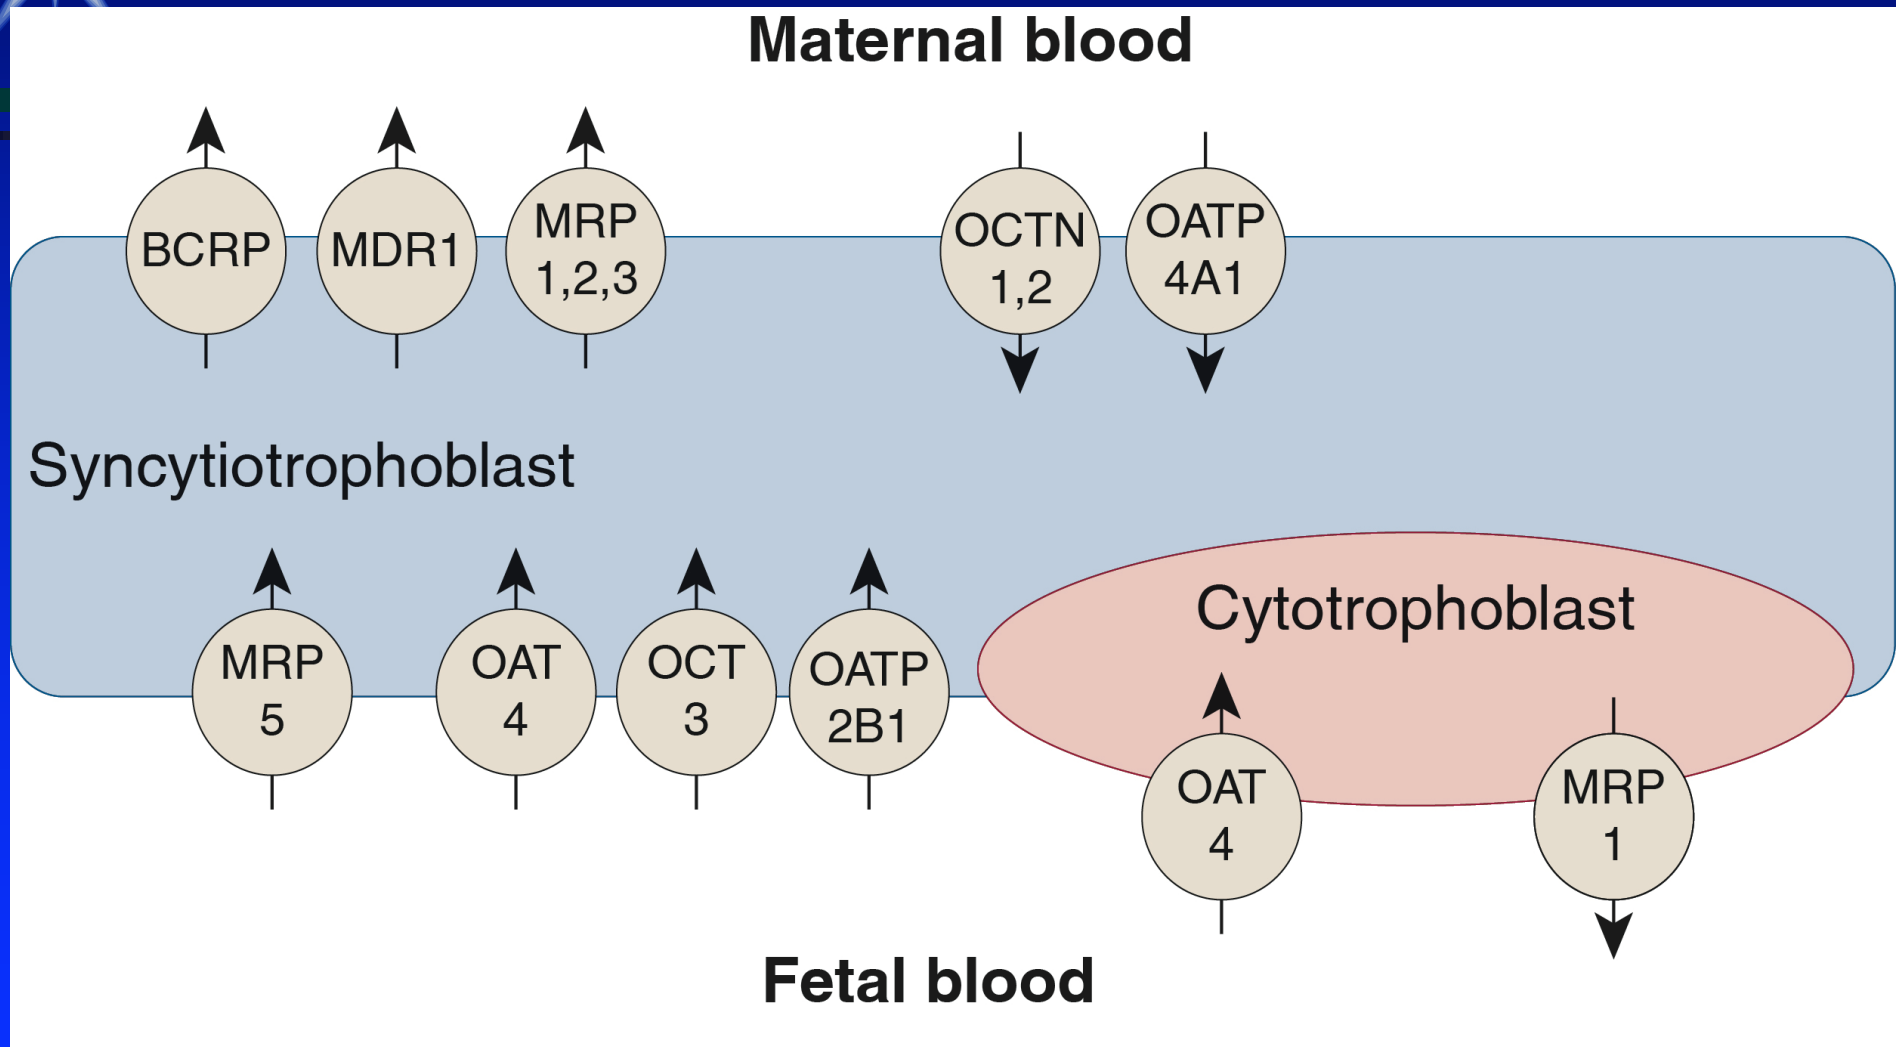 Maternal blood
BCRP
MDR1
MRP
1,2,3
OCTN
1,2
OATP
4A1
Syncytiotrophoblast
Cytotrophoblast
MRP
5
OAT
4
OCT
3
OATP
2B1
OAT
4
MRP
1
Fetal blood